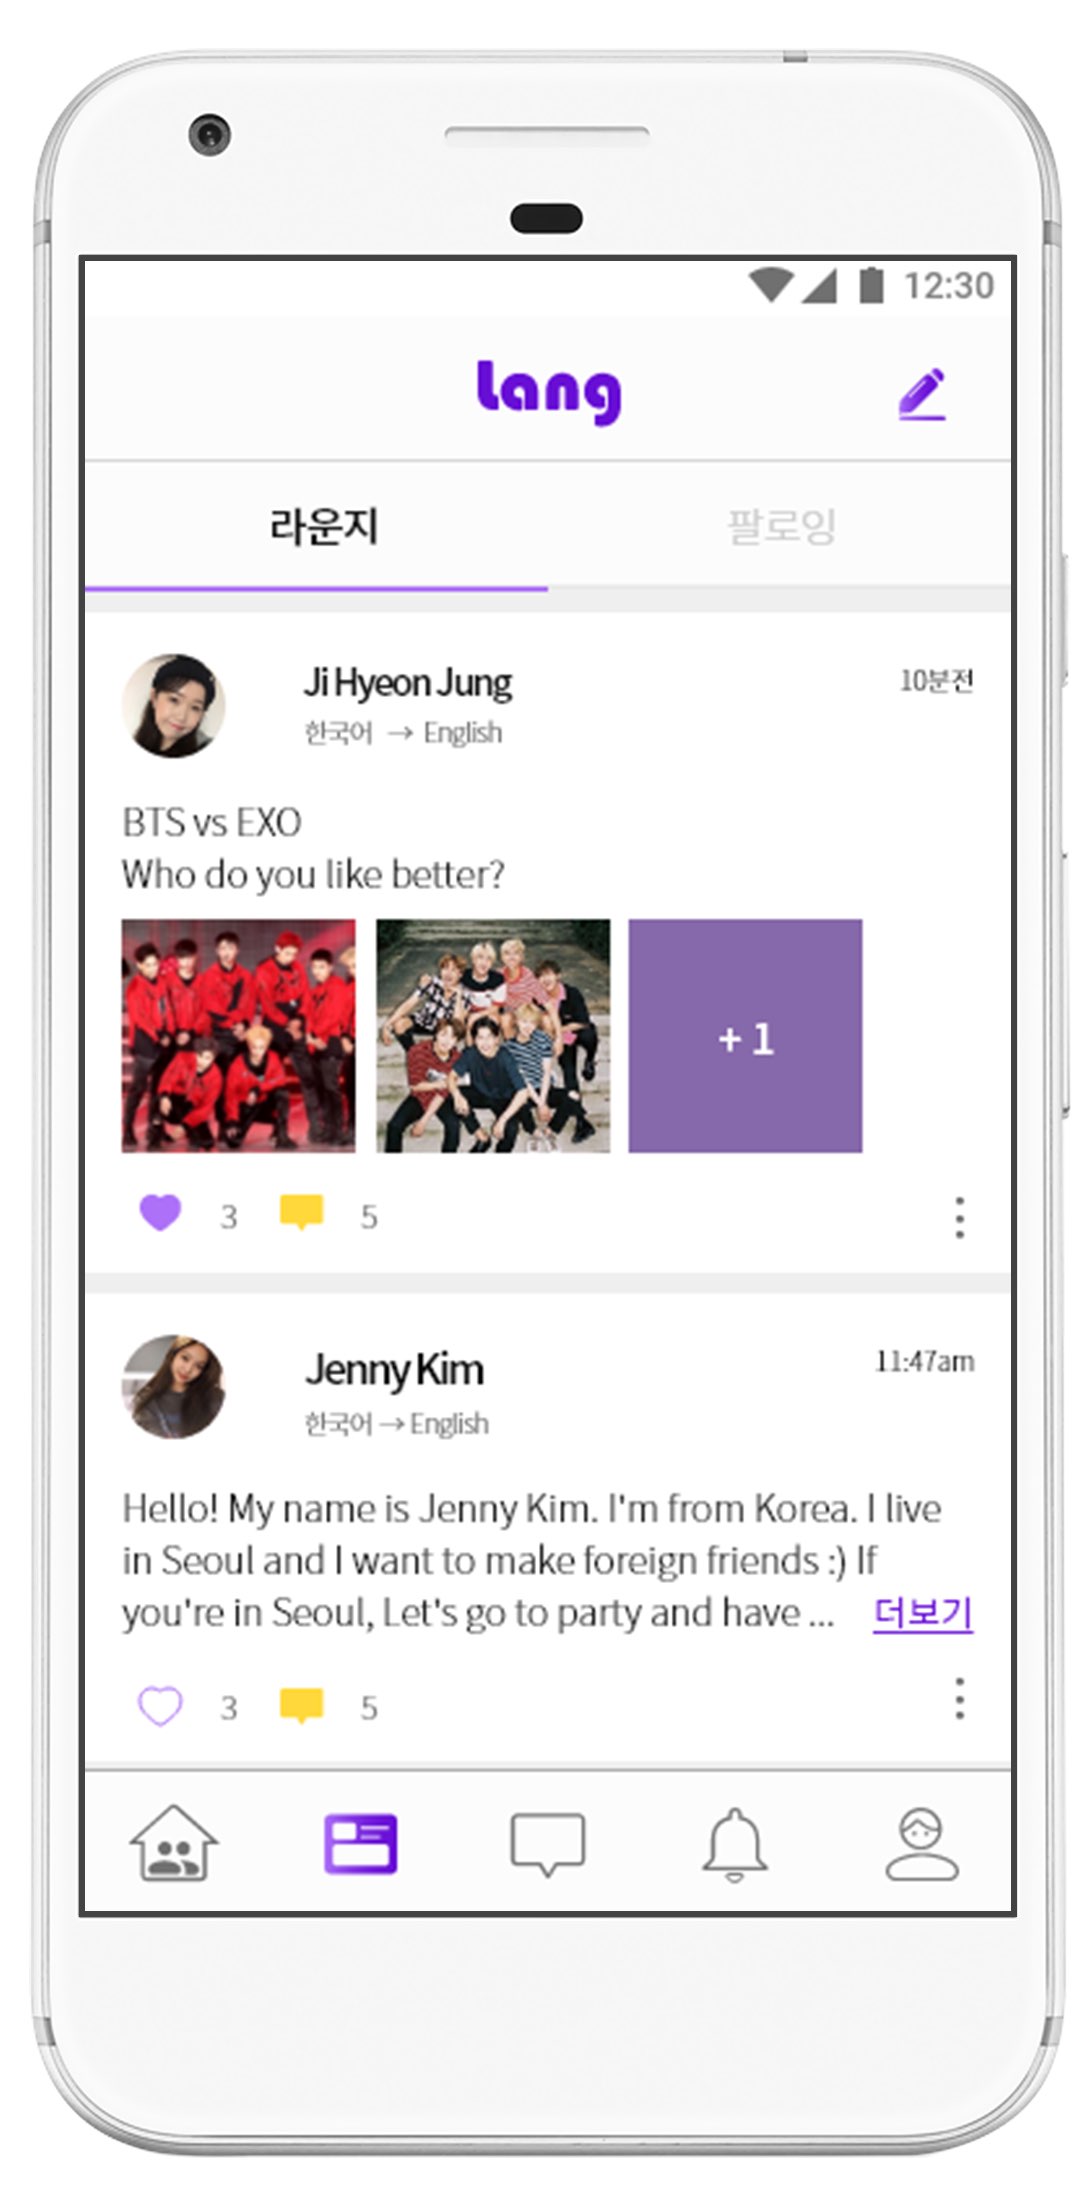 12:30
Lang
라운지
팔로잉
Ji Hyeon Jung
10분전
한국어 → English
BTS vs EXO
Who do you like better?
+ 1
3
5
Jenny Kim
11:47am
한국어 → English
Hello! My name is Jenny Kim. I'm from Korea. I live
in Seoul and I want to make foreign friends :) If
you're in Seoul, Let's go to party and have ... 더보기
3
5